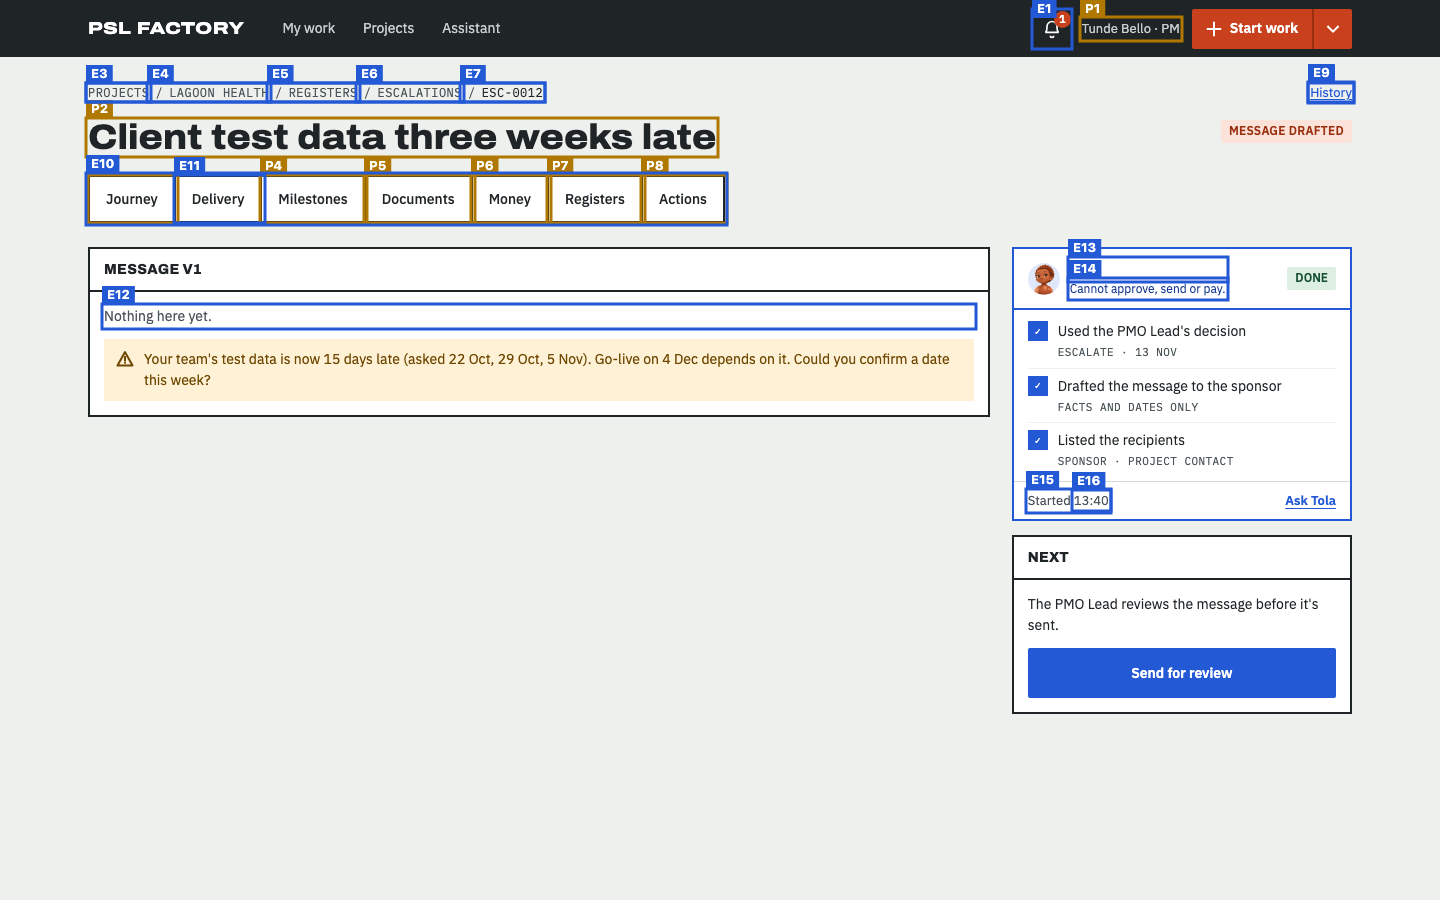 PSL FACTORY
My work
Projects
Assistant
E1
1
P1
Tunde Bello · PM
Start work
E3
E4
E5
E6
E7
E9
PROJECTS / LAGOON HEALTH / REGISTERS / ESCALATIONS / ESC-0012
History
P2
Client test data three weeks late
MESSAGE DRAFTED
E10
E11
P4
P5
P6
P7
P8
Journey
Delivery
Milestones
Documents
Money
Registers
Actions
MESSAGE V1
E12
Nothing here yet.
Your team's test data is now 15 days late (asked 22 Oct, 29 Oct, 5 Nov). Go-live on 4 Dec depends on it. Could you confirm a date
this week?
E13
E14
Cannot approve, send or pay.
DONE
Used the PMO Lead's decision
ESCALATE · 13 NOV
Drafted the message to the sponsor
FACTS AND DATES ONLY
Listed the recipients
SPONSOR · PROJECT CONTACT
E15
E16
Started 13:40
Ask Tola
NEXT
The PMO Lead reviews the message before it's
sent.
Send for review